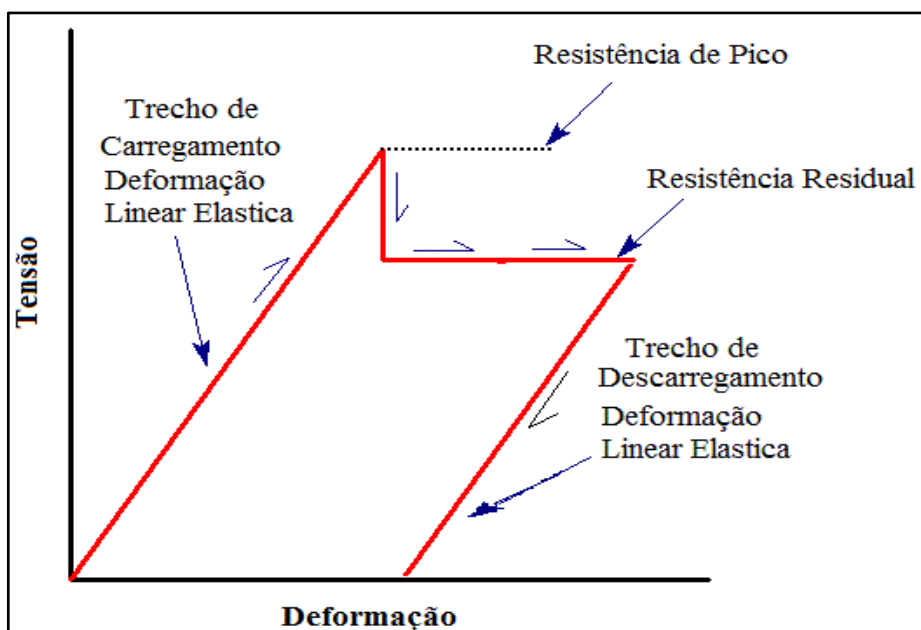 Resistência de Pico
Trecho de
Carregamento
Deformação
Linear Elastica
Resistência Residual
Tensão
Trecho de
Descarregamento
Deformação
Linear Elastica
Deformação